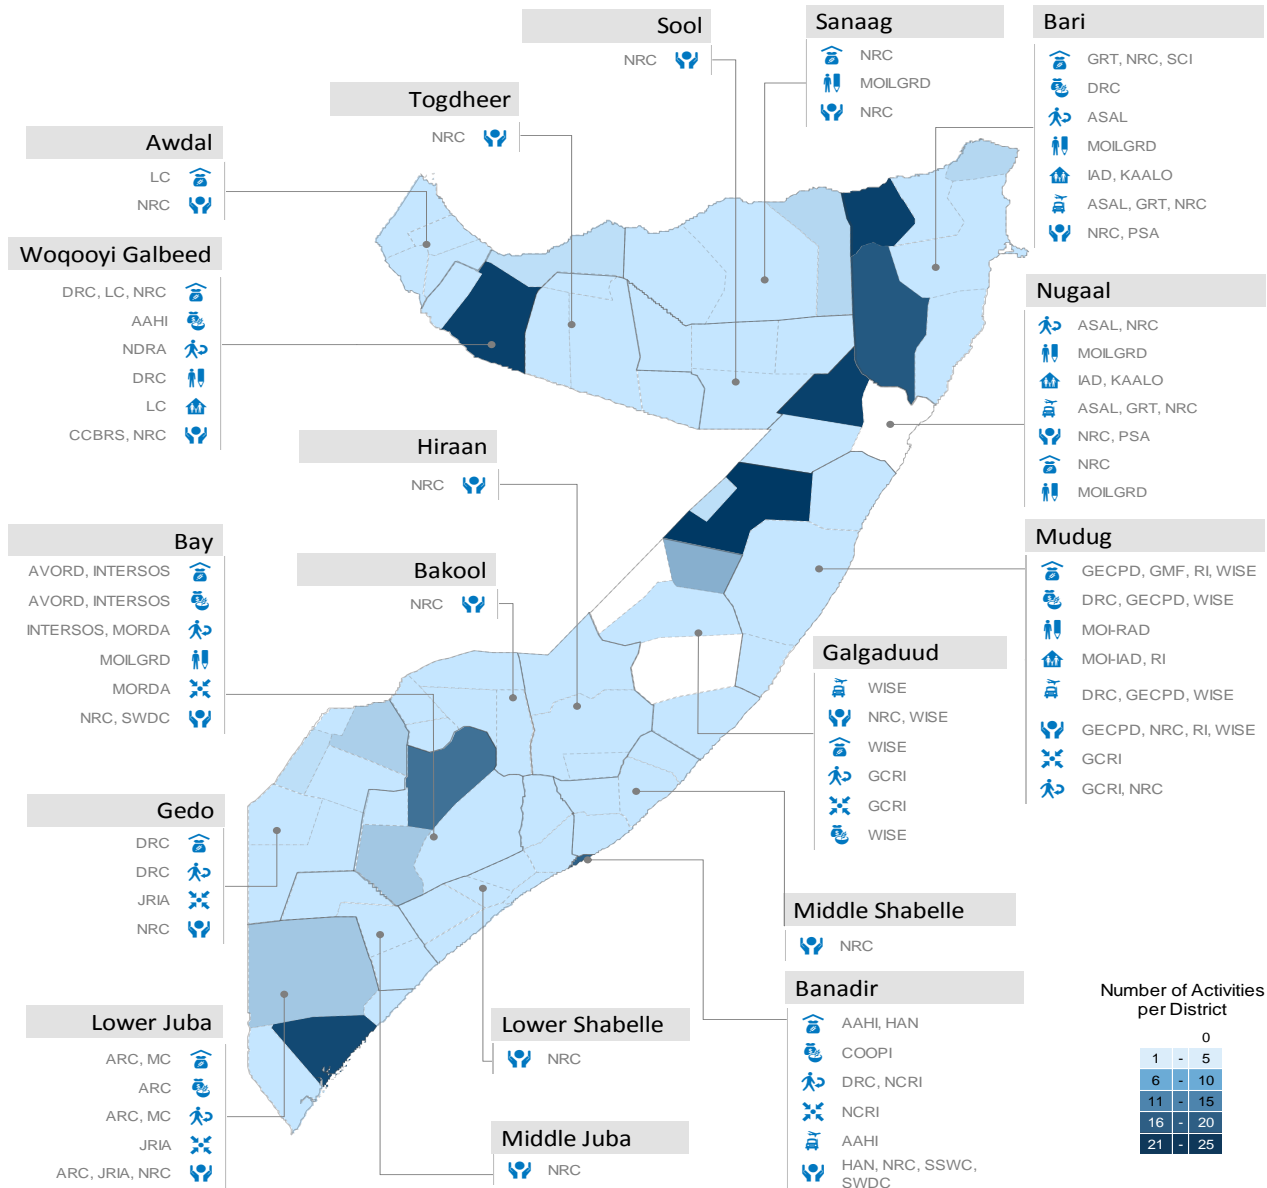 Sool
NRC
Sanaag
NRC
MOILGRD
NRC
Bari
GRT, NRC, SCI
DRC
ASAL
MOILGRD
IAD, KAALO
ASAL, GRT, NRC
NRC, PSA
Togdheer
NRC
Awdal
LC
NRC
Woqooyi Galbeed
DRC, LC, NRC
AAHI
NDRA
DRC
LC
CCBRS, NRC
Nugaal
ASAL, NRC
MOILGRD
IAD, KAALO
ASAL, GRT, NRC
NRC, PSA
NRC
MOILGRD
Hiraan
NRC
Bay
AVORD, INTERSOS
AVORD, INTERSOS
INTERSOS, MORDA
MOILGRD
MORDA
NRC, SWDC
Bakool
NRC
Mudug
GECPD, GMF, RI, WISE
DRC, GECPD, WISE
MOI-RAD
MOI-IAD, RI
DRC, GECPD, WISE
GECPD, NRC, RI, WISE
GCRI
GCRI, NRC
Galgaduud
WISE
NRC, WISE
WISE
GCRI
GCRI
WISE
Gedo
DRC
DRC
JRIA
NRC
Middle Shabelle
NRC
Banadir
AAHI, HAN
COOPI
DRC, NCRI
NCRI
AAHI
HAN, NRC, SSWC,
SWDC
Lower Juba
ARC, MC
ARC
ARC, MC
JRIA
ARC, JRIA, NRC
Lower Shabelle
NRC
Middle Juba
NRC
Number of Activities
per District
0
1 - 5
6 - 10
11 - 15
16 - 20
21 - 25